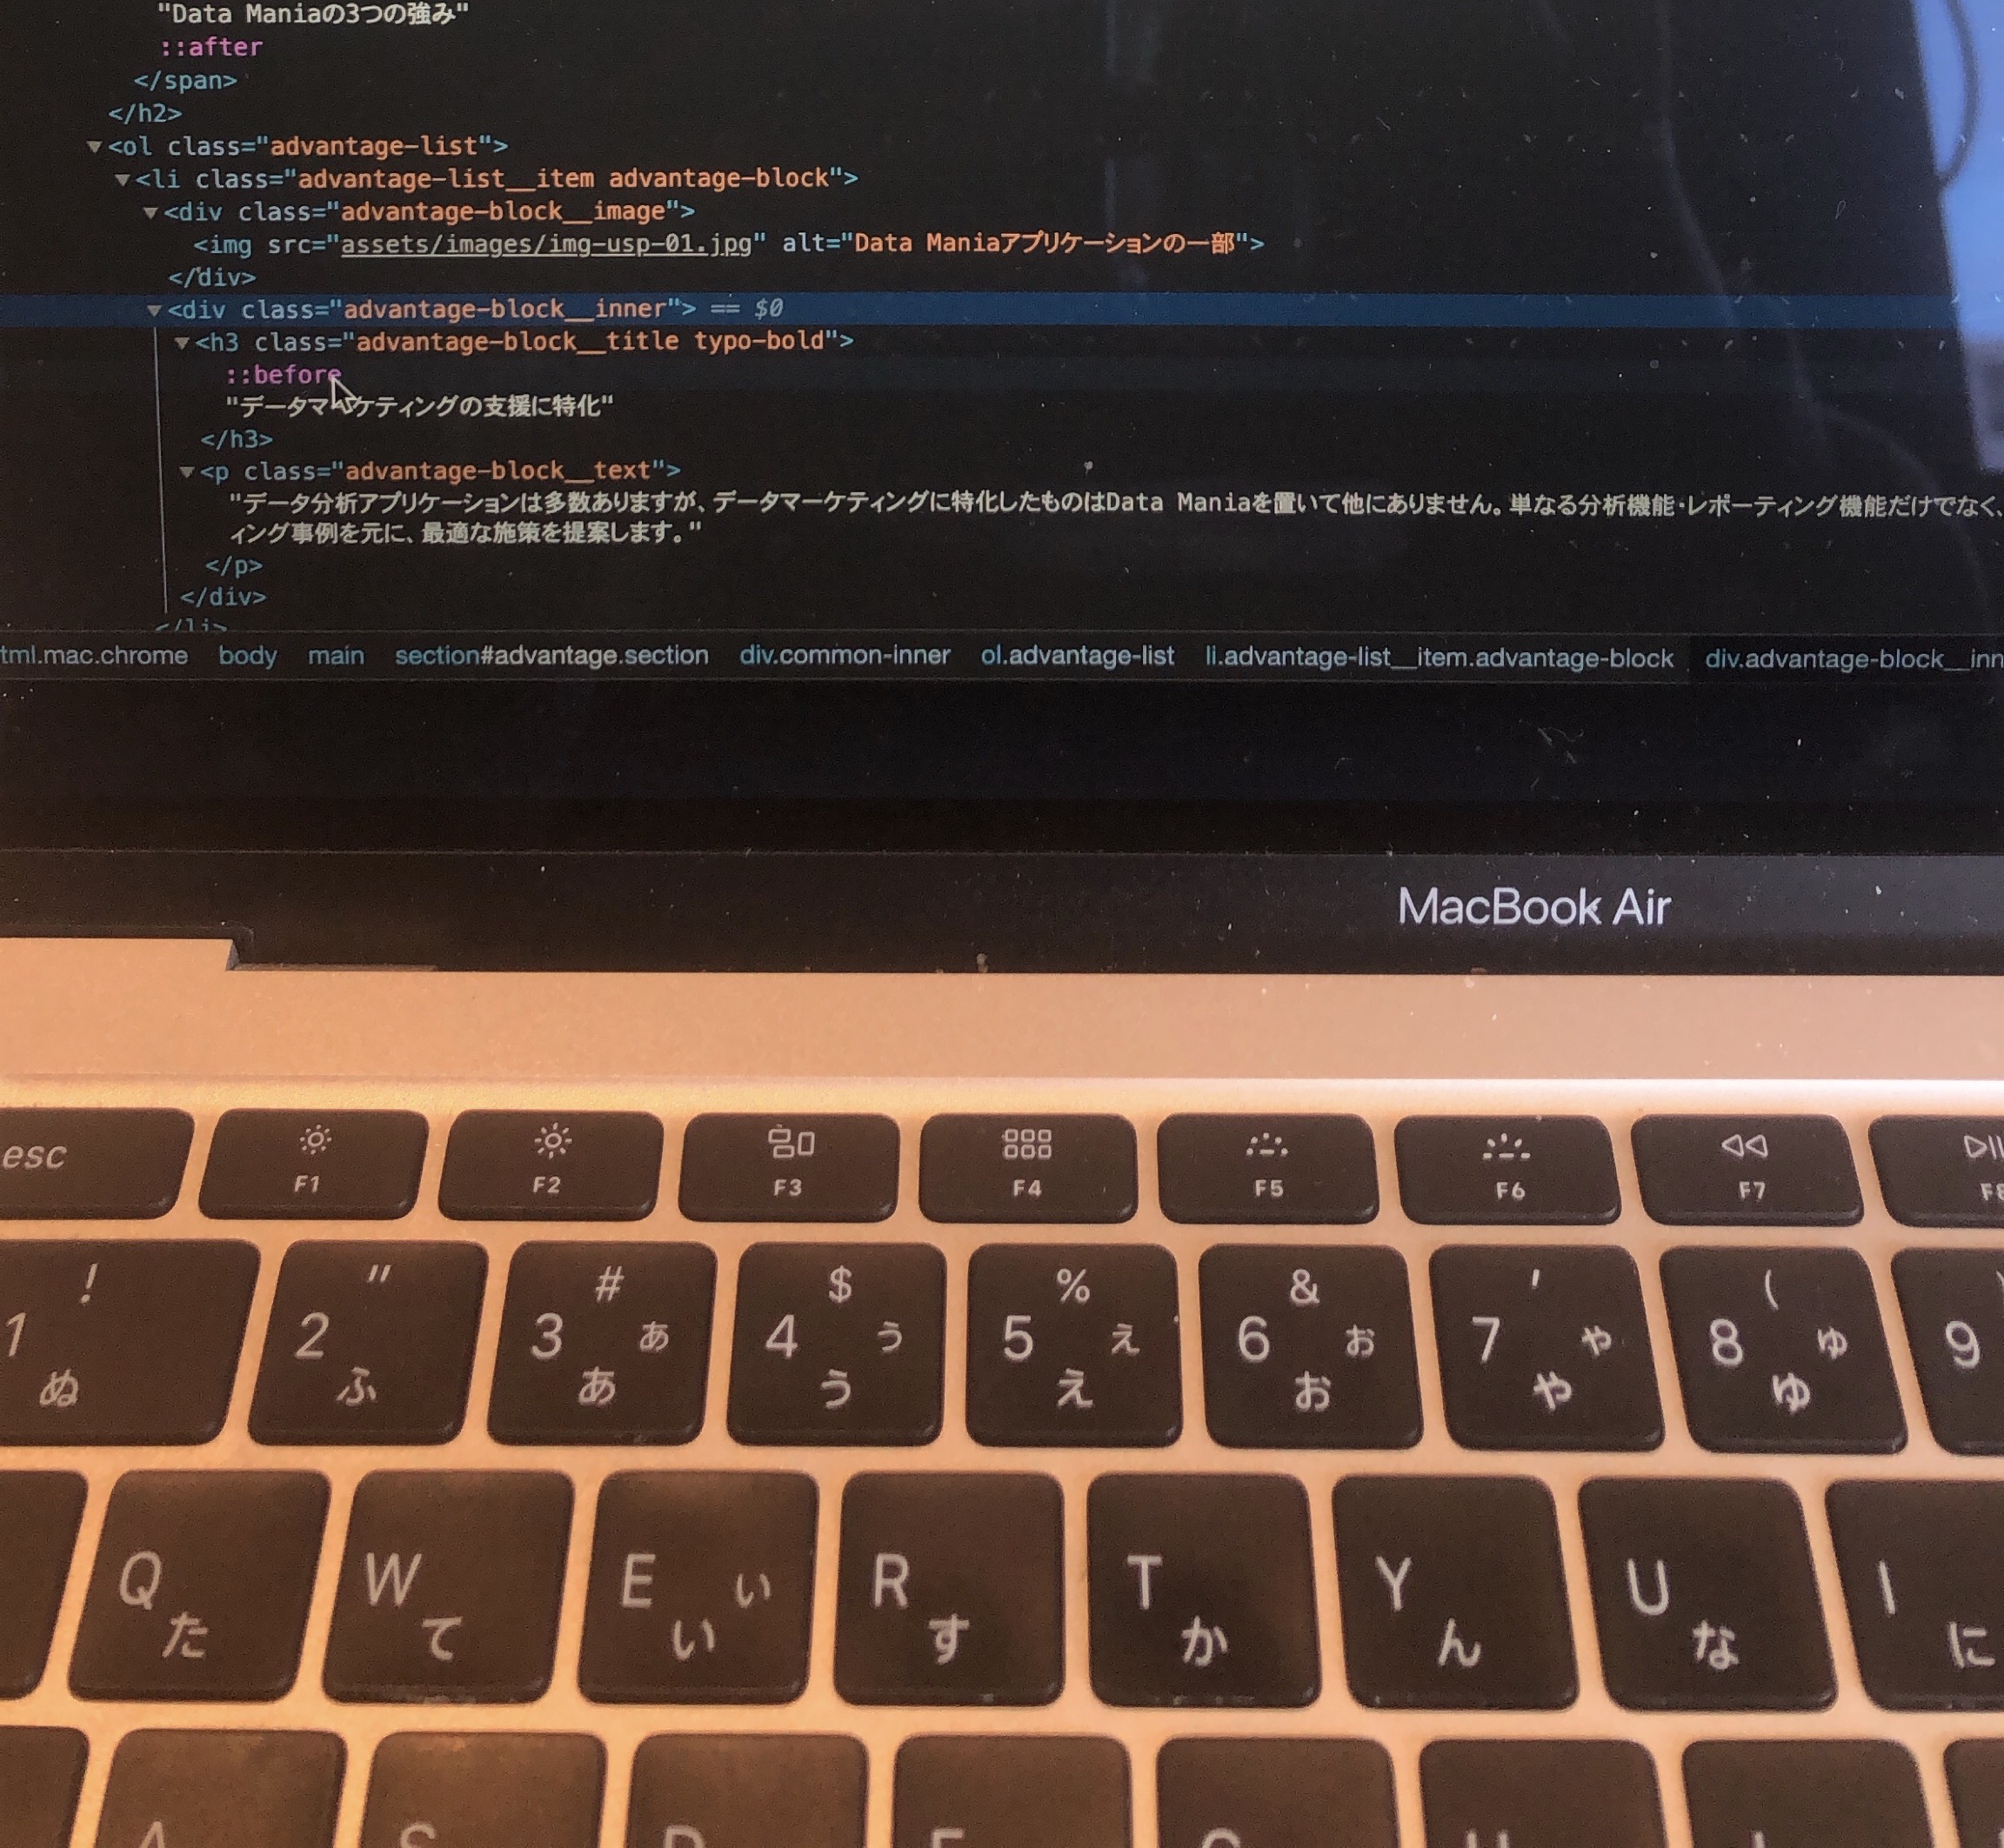 "Data Maniaの3つの強み"
::after
</span>
</h2>
▼<ol class="advantage-list">
▼<li class="advantage-list__item advantage-block">
▼<div class="advantage-block__image">
<img src="assets/images/img-usp-01.jpg" alt="Data Maniaアプリケーションの一部">
</div>
▼<div class="advantage-block__inner"> == $0
▼<h3 class="advantage-block__title typo-bold">
::before
"データマーケティングの支援に特化"
</h3>
▼<p class="advantage-block__text">
"データ分析アプリケーションは多数ありますが、データマーケティングに特化したものはData Maniaを置いて他にありません。単なる分析機能・レポーティング機能だけでなく、
ィング事例を元に、最適な施策を提案します。"
</p>
</div>
</li>
tml.mac.chrome body main section#advantage.section div.common-inner ol.advantage-list li.advantage-list__item.advantage-block div.advantage-block__inn
MacBook Air
esc F1 F2 F3 F4 F5 F6 F7 F8
! " # $ % & ' ( )
1 2 3 あ 4 う 5 え 6 お 7 ゃ 8 ゅ 9
ぬ ふ あ う え お や ゆ
Q W E い R T Y U I
た て い す か ん な に
A S D F G H J